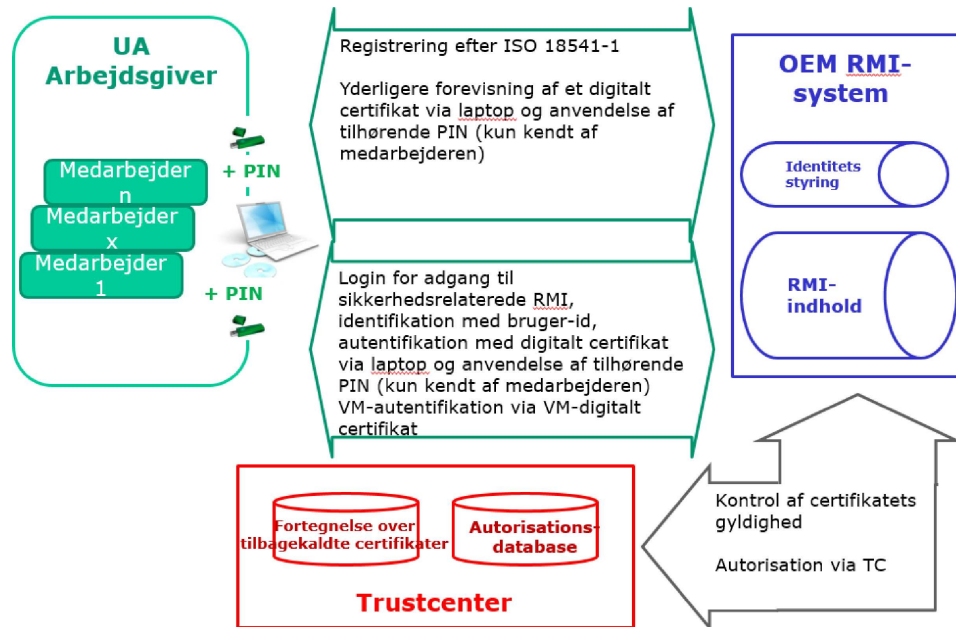 UA
Arbejdsgiver
+ PIN
Medarbejder
n
Medarbejder
x
Medarbejder
1
+ PIN
Registrering efter ISO 18541-1
Yderligere forevisning af et digitalt
certifikat via laptop og anvendelse af
tilhørende PIN (kun kendt af
medarbejderen)
Login for adgang til
sikkerhedsrelaterede RMI,
identifikation med bruger-id,
autentifikation med digitalt certifikat
via laptop og anvendelse af tilhørende
PIN (kun kendt af medarbejderen)
VM-autentifikation via VM-digitalt
certifikat
OEM RMI-
system
Identitets
styring
RMI-
indhold
Kontrol af certifikatets
gyldighed
Autorisation via TC
Fortegnelse over
tilbagekaldte certifikater
Autorisations-
database
Trustcenter